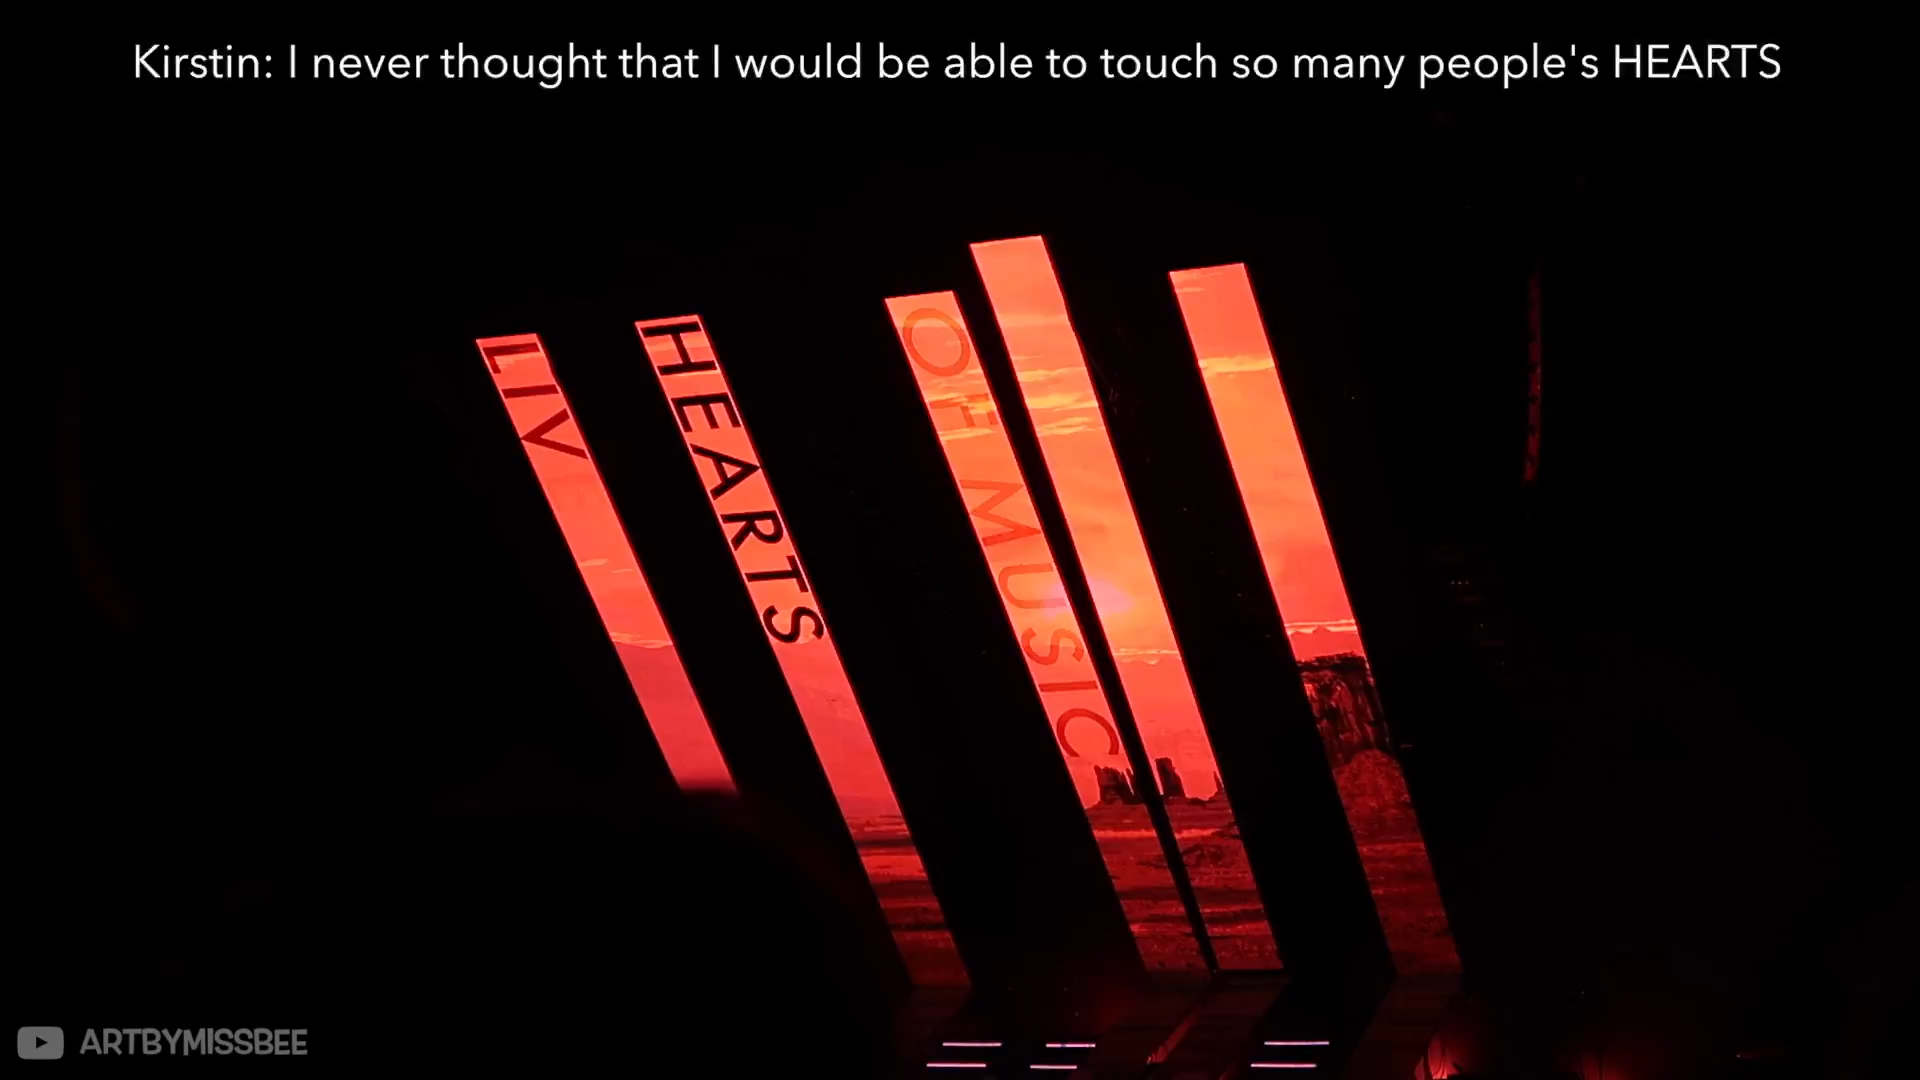 Kirstin: I never thought that I would be able to touch so many people's HEARTS
LIV
HEARTS
OF MUSIC
ARTBYMISSBEE